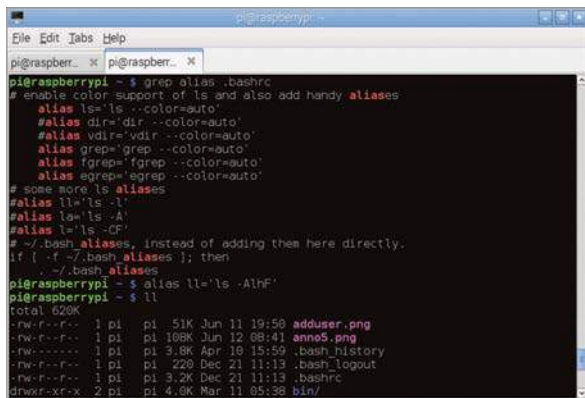 pi@raspberrypi: ~
File Edit Tabs Help
pi@raspberr... pi@raspberr...
pi@raspberrypi ~ $ grep alias .bashrc
# enable color support of ls and also add handy aliases
    alias ls='ls --color=auto'
    #alias dir='dir --color=auto'
    #alias vdir='vdir --color=auto'
    alias grep='grep --color=auto'
    alias fgrep='fgrep --color=auto'
    alias egrep='egrep --color=auto'
# some more ls aliases
#alias ll='ls -l'
#alias la='ls -A'
#alias l='ls -CF'
# ~/.bash_aliases, instead of adding them here directly.
if [ -f ~/.bash_aliases ]; then
    . ~/.bash_aliases
pi@raspberrypi ~ $ alias ll='ls -AlhF'
pi@raspberrypi ~ $ ll
total 620K
-rw-r--r-- 1 pi pi 51K Jun 11 19:50 adduser.png
-rw-r--r-- 1 pi pi 108K Jun 12 08:41 anno5.png
-rw------- 1 pi pi 3.8K Apr 10 15:59 .bash_history
-rw-r--r-- 1 pi pi 220 Dec 21 11:13 .bash_logout
-rw-r--r-- 1 pi pi 3.2K Dec 21 11:13 .bashrc
drwxr-xr-x 2 pi pi 4.0K Mar 11 05:38 bin/